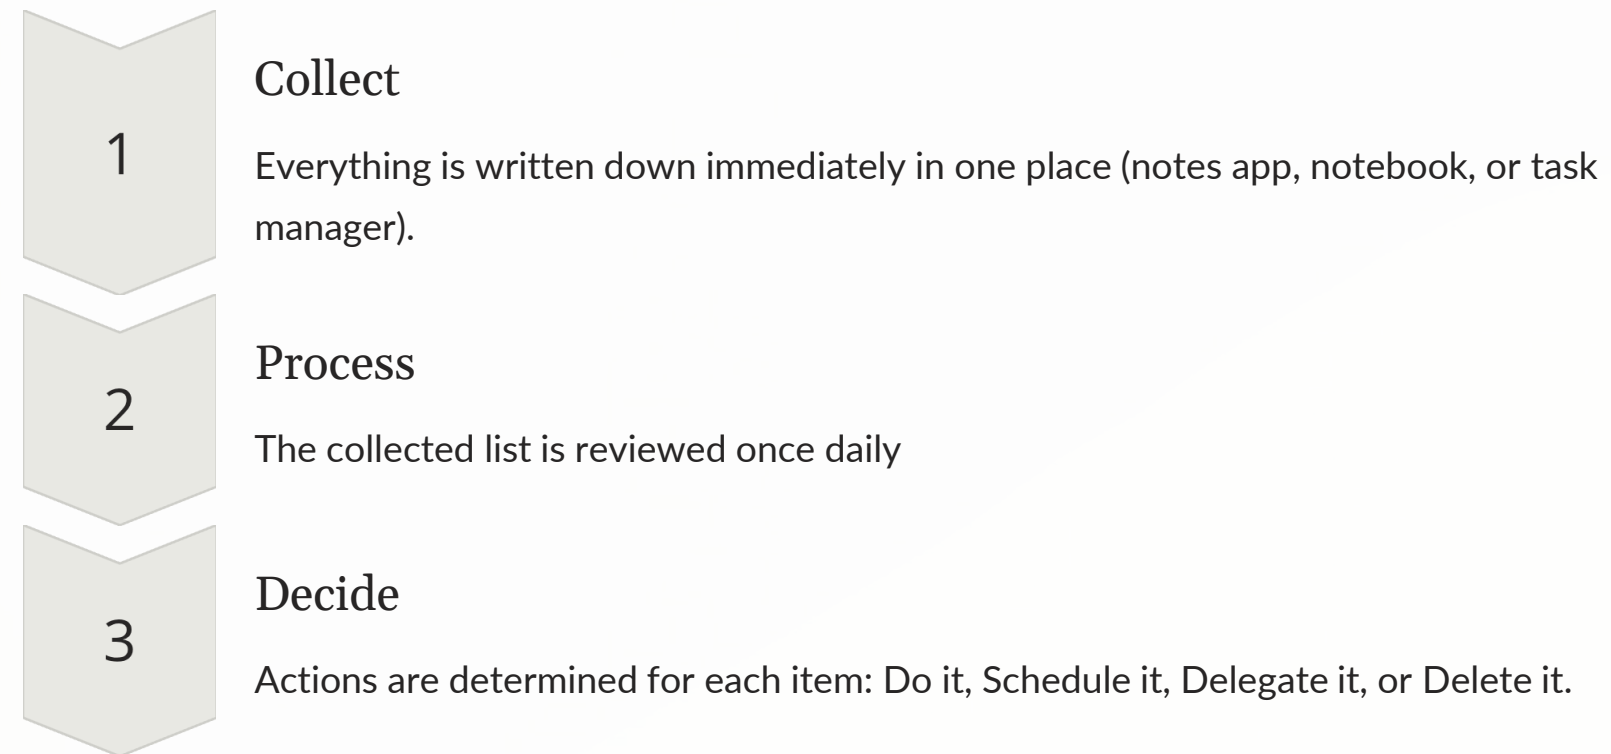 1
Collect
Everything is written down immediately in one place (notes app, notebook, or task
manager).
2
Process
The collected list is reviewed once daily
3
Decide
Actions are determined for each item: Do it, Schedule it, Delegate it, or Delete it.